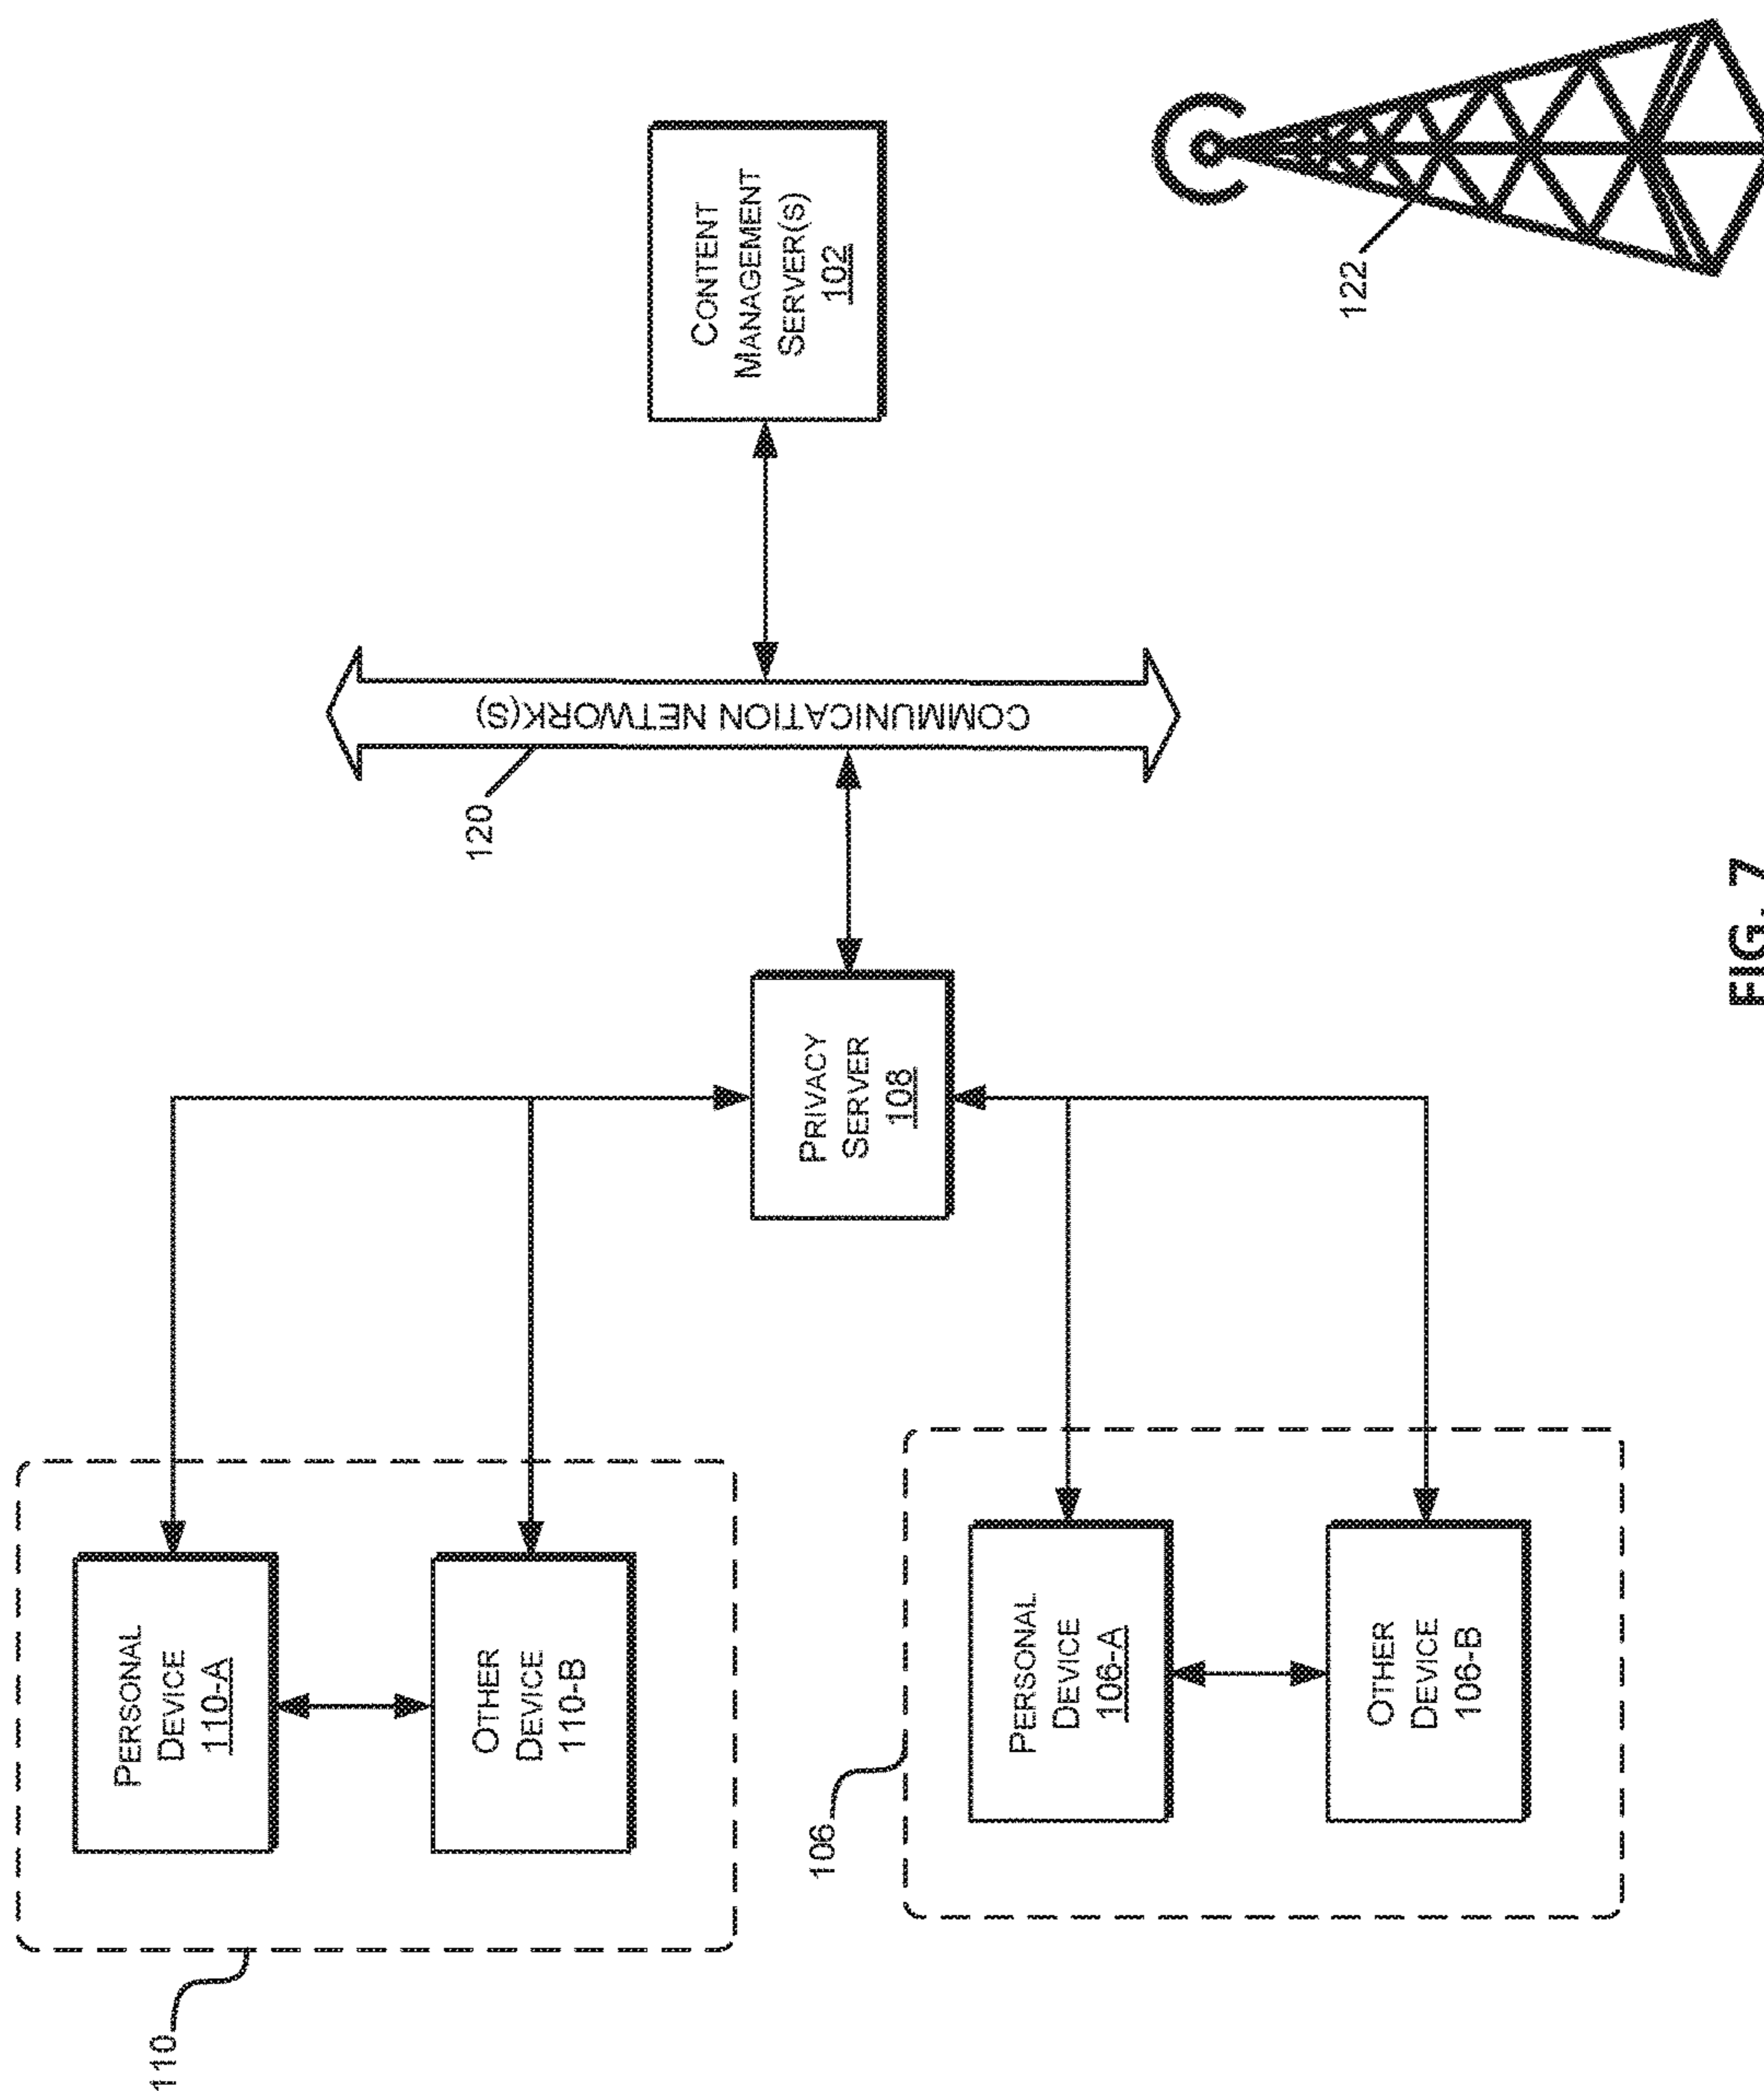 110
PERSONAL
DEVICE
110-A
OTHER
DEVICE
110-B
106
PERSONAL
DEVICE
106-A
OTHER
DEVICE
106-B
PRIVACY
SERVER
108
120
COMMUNICATION NETWORK(S)
CONTENT
MANAGEMENT
SERVER(S)
102
122
FIG. 7